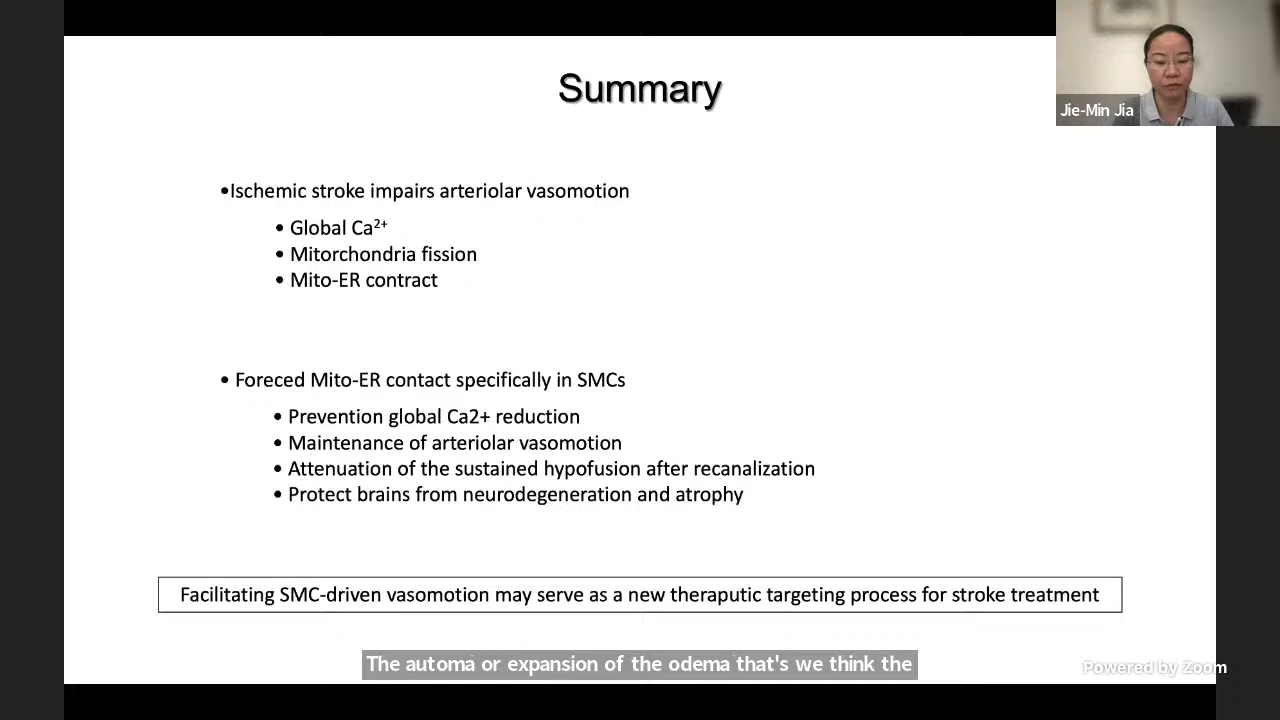 Summary
Jie-Min Jia
•Ischemic stroke impairs arteriolar vasomotion
• Global Ca²⁺
• Mitorchondria fission
• Mito-ER contract
• Foreced Mito-ER contact specifically in SMCs
• Prevention global Ca2+ reduction
• Maintenance of arteriolar vasomotion
• Attenuation of the sustained hypofusion after recanalization
• Protect brains from neurodegeneration and atrophy
Facilitating SMC-driven vasomotion may serve as a new theraputic targeting process for stroke treatment
The automa or expansion of the odema that's we think the
Powered by Zoom